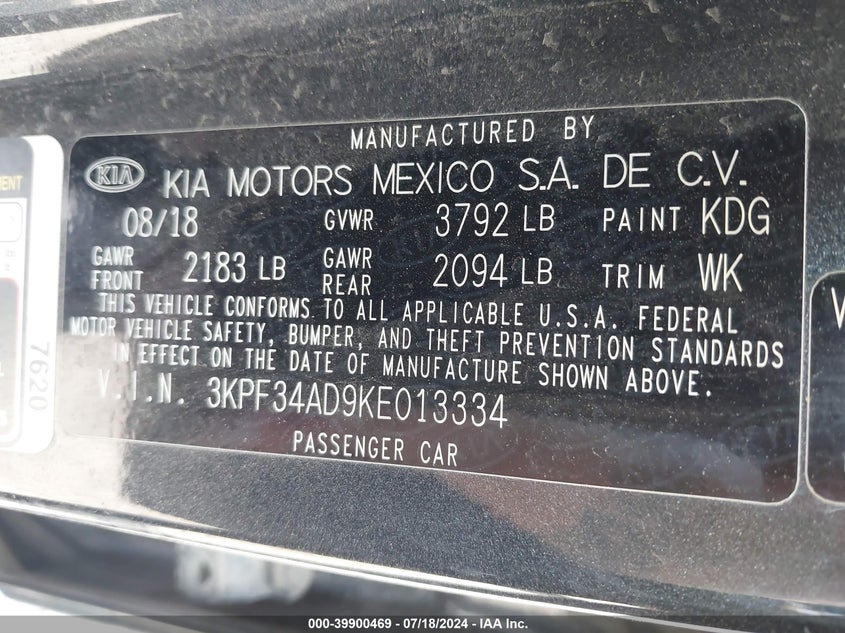 MANUFACTURED BY
KIA KIA MOTORS MEXICO S.A. DE C.V.
08/18 GVWR 3792 LB PAINT KDG
GAWR FRONT 2183 LB GAWR REAR 2094 LB TRIM WK
THIS VEHICLE CONFORMS TO ALL APPLICABLE U.S.A. FEDERAL
MOTOR VEHICLE SAFETY, BUMPER, AND THEFT PREVENTION STANDARDS
IN EFFECT ON THE DATE OF MANUFACTURE SHOWN ABOVE.
V.I.N. 3KPF34AD9KE013334
PASSENGER CAR
7620
000-39900469 - 07/18/2024 - IAA Inc.